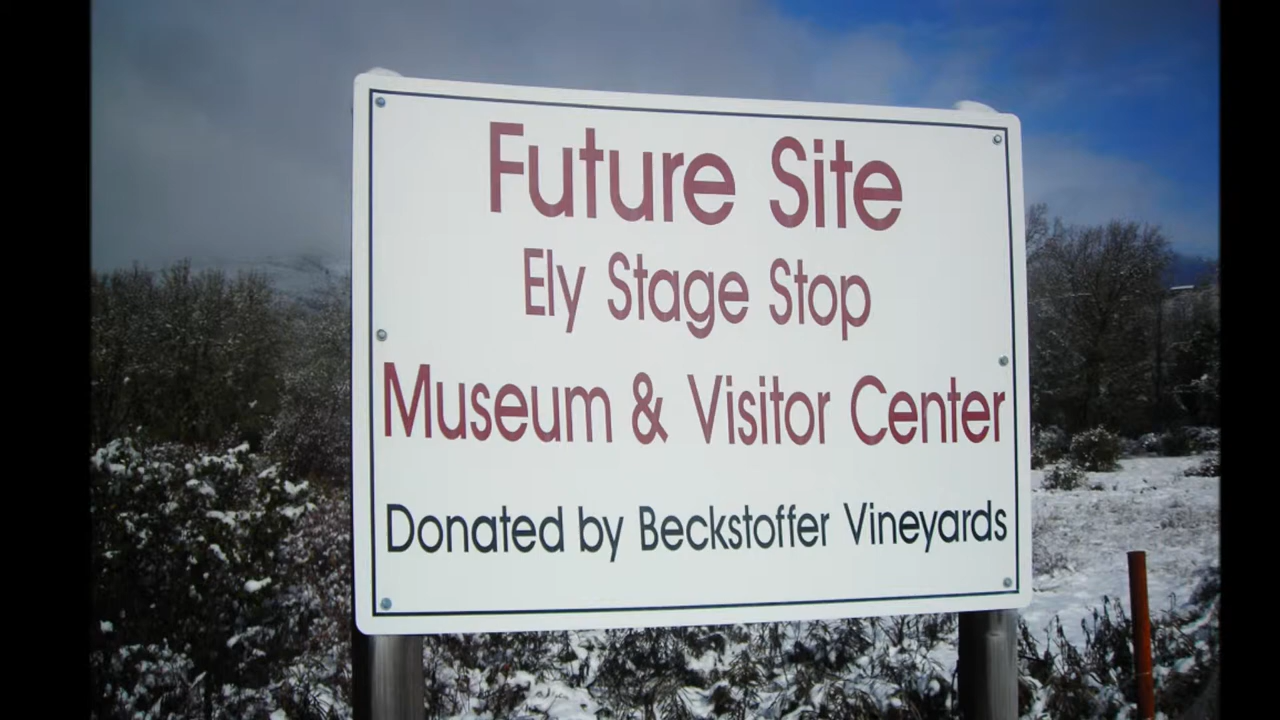 Future Site
Ely Stage Stop
Museum & Visitor Center
Donated by Beckstoffer Vineyards